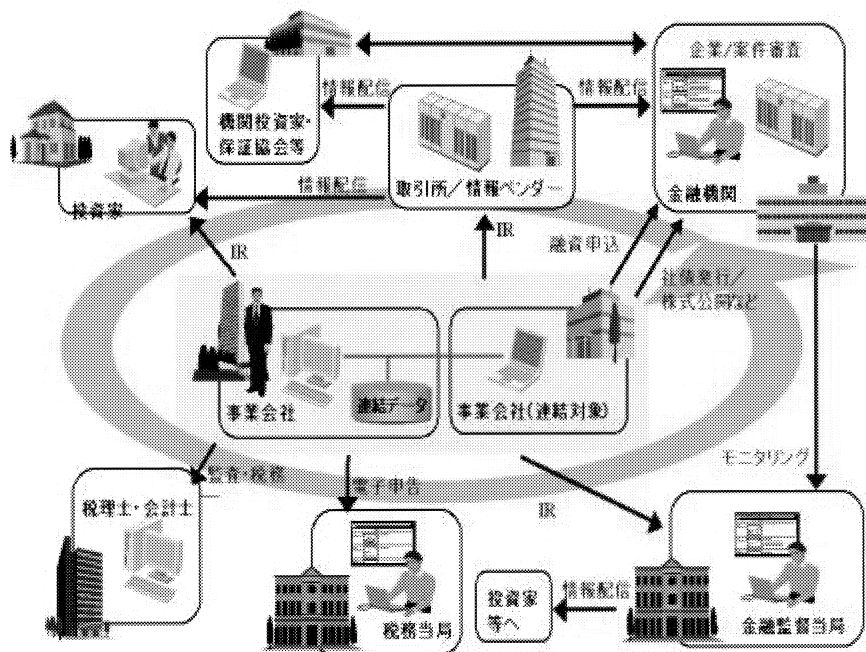 企業/案件審査
情報配信
情報配信
機関投資家・
保証協会等
取引所／情報ベンダー
金融機関
情報配信
投資家
IR
IR
融資申込
社債発行／
株式公開など
連結データ
事業会社
事業会社(連結対象)
監査・税務
電子申告
モニタリング
税理士・会計士
IR
投資家
等へ
情報配信
税務当局
金融監督当局